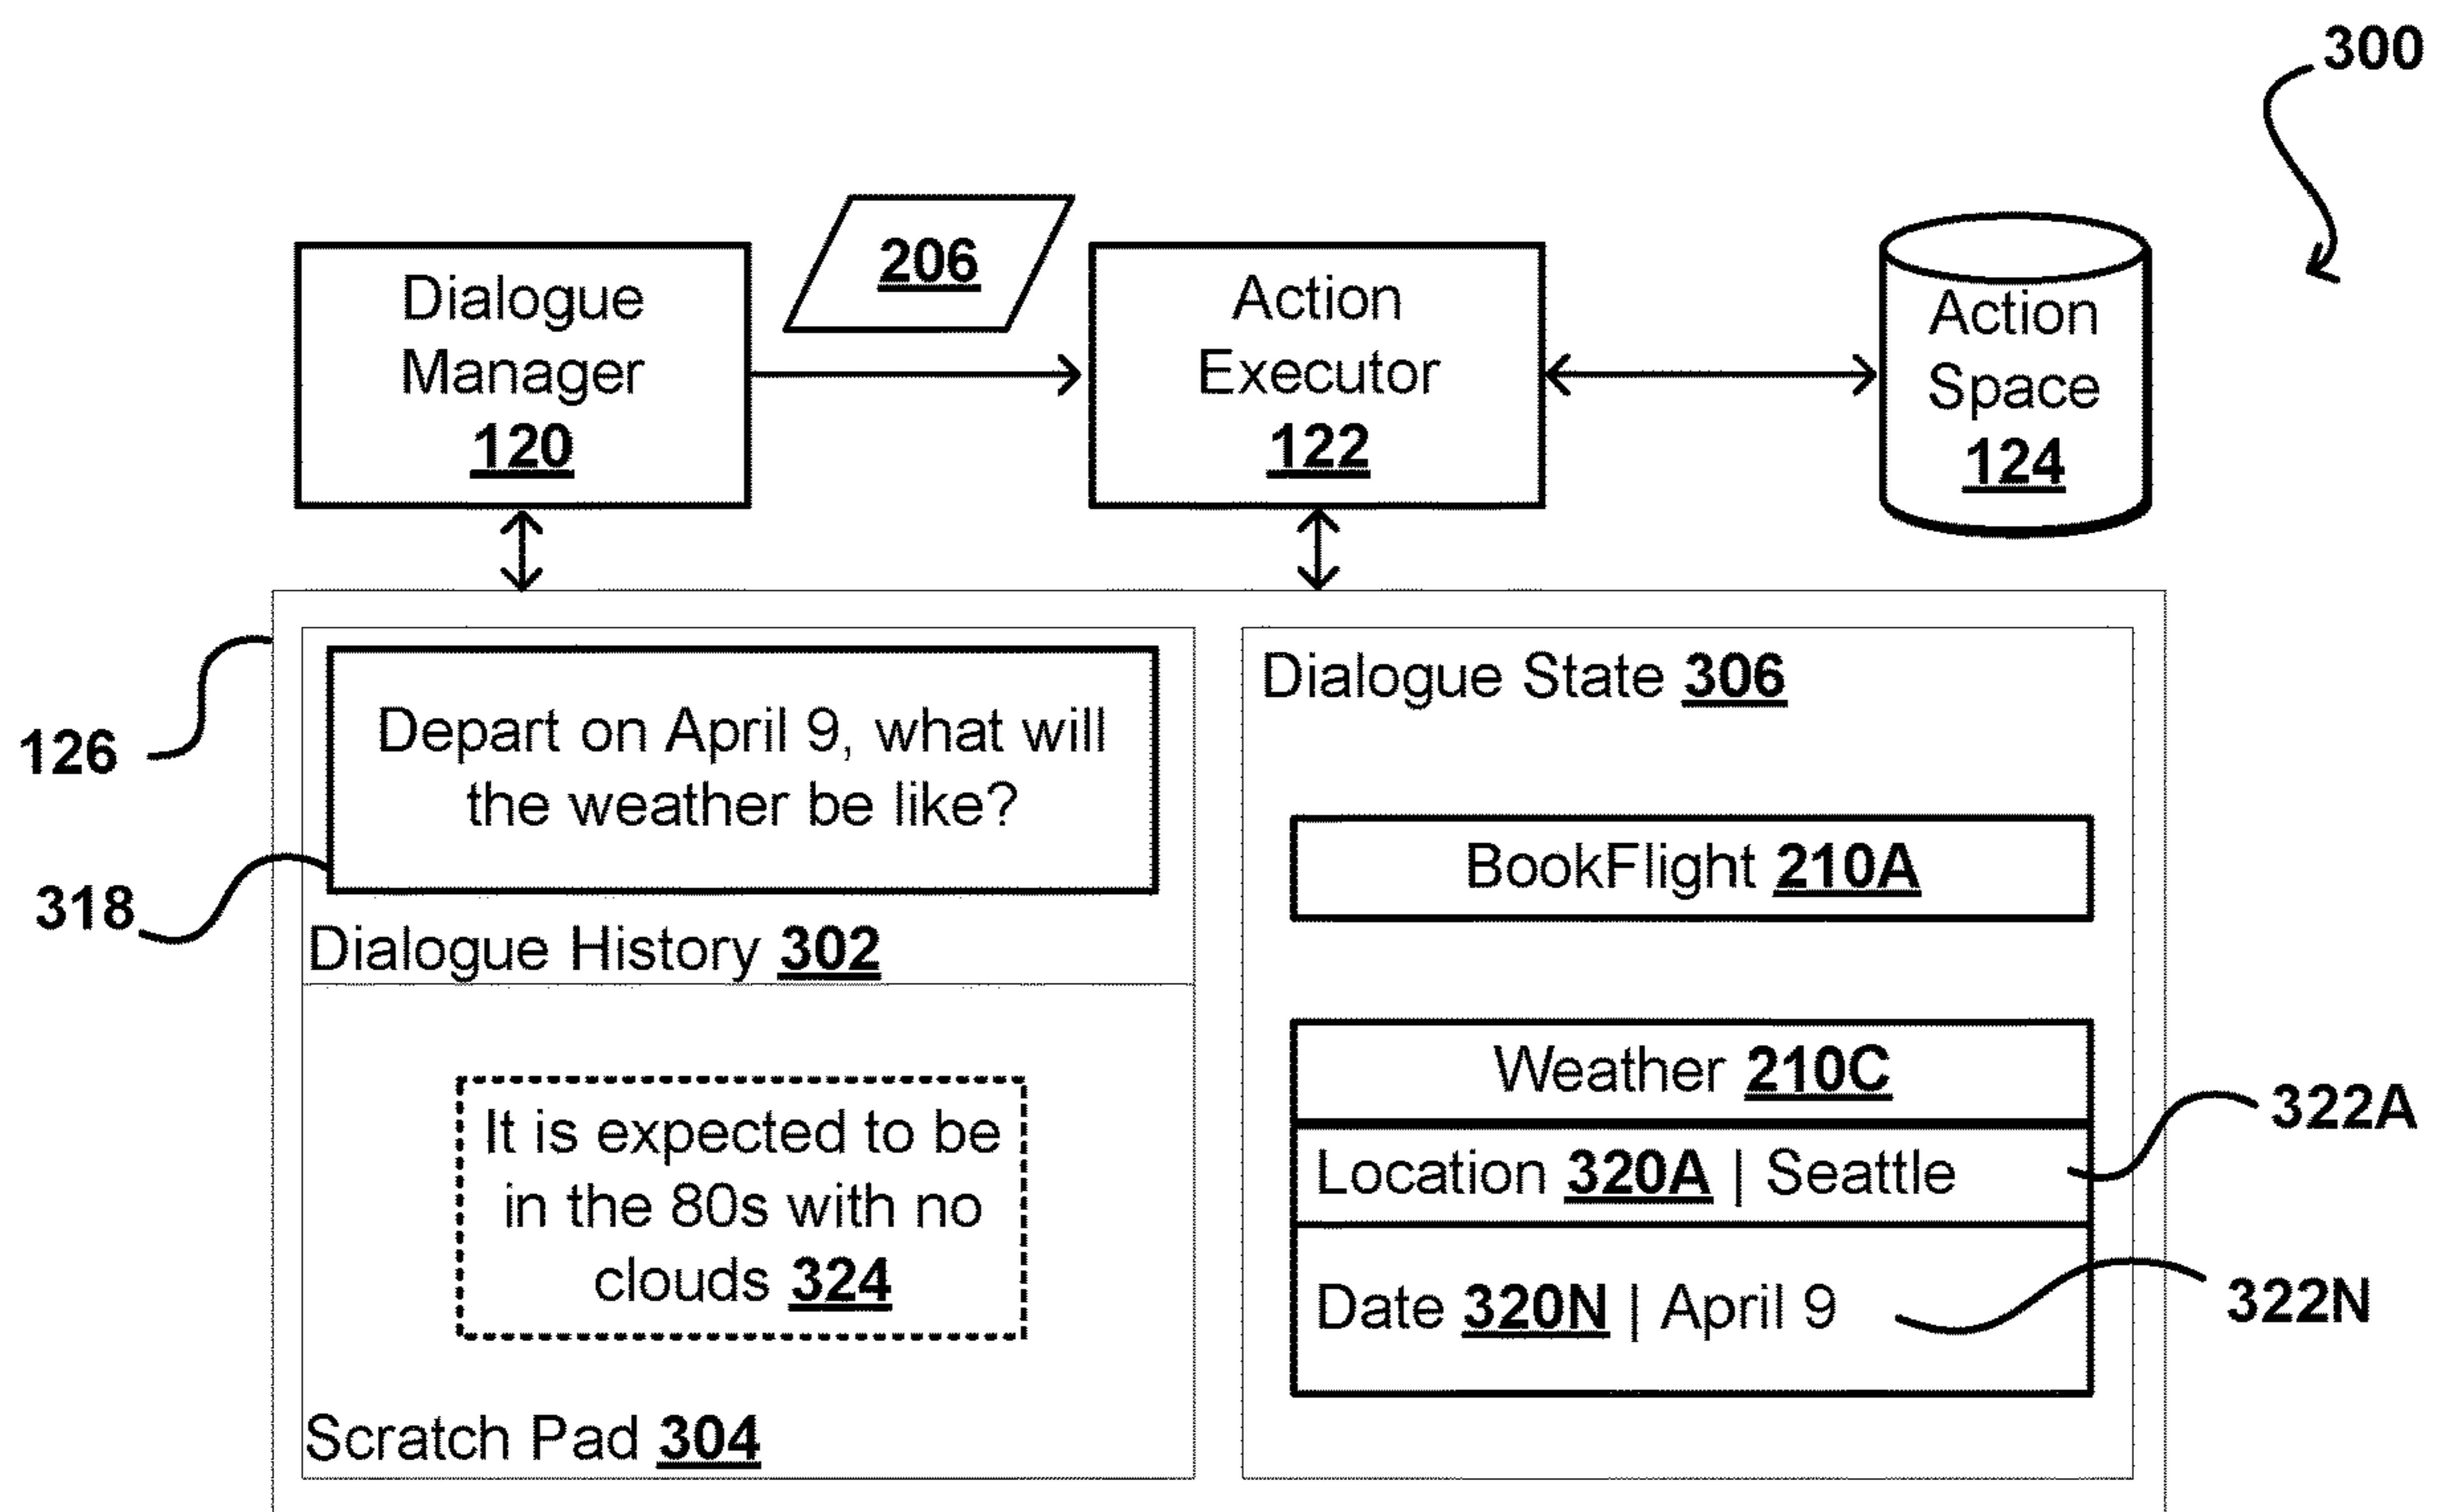 300
Dialogue
Manager
120
206
Action
Executor
122
Action
Space
124
126
318
Depart on April 9, what will
the weather be like?
Dialogue History 302
It is expected to be
in the 80s with no
clouds 324
Scratch Pad 304
Dialogue State 306
BookFlight 210A
Weather 210C
Location 320A | Seattle
Date 320N | April 9
322A
322N